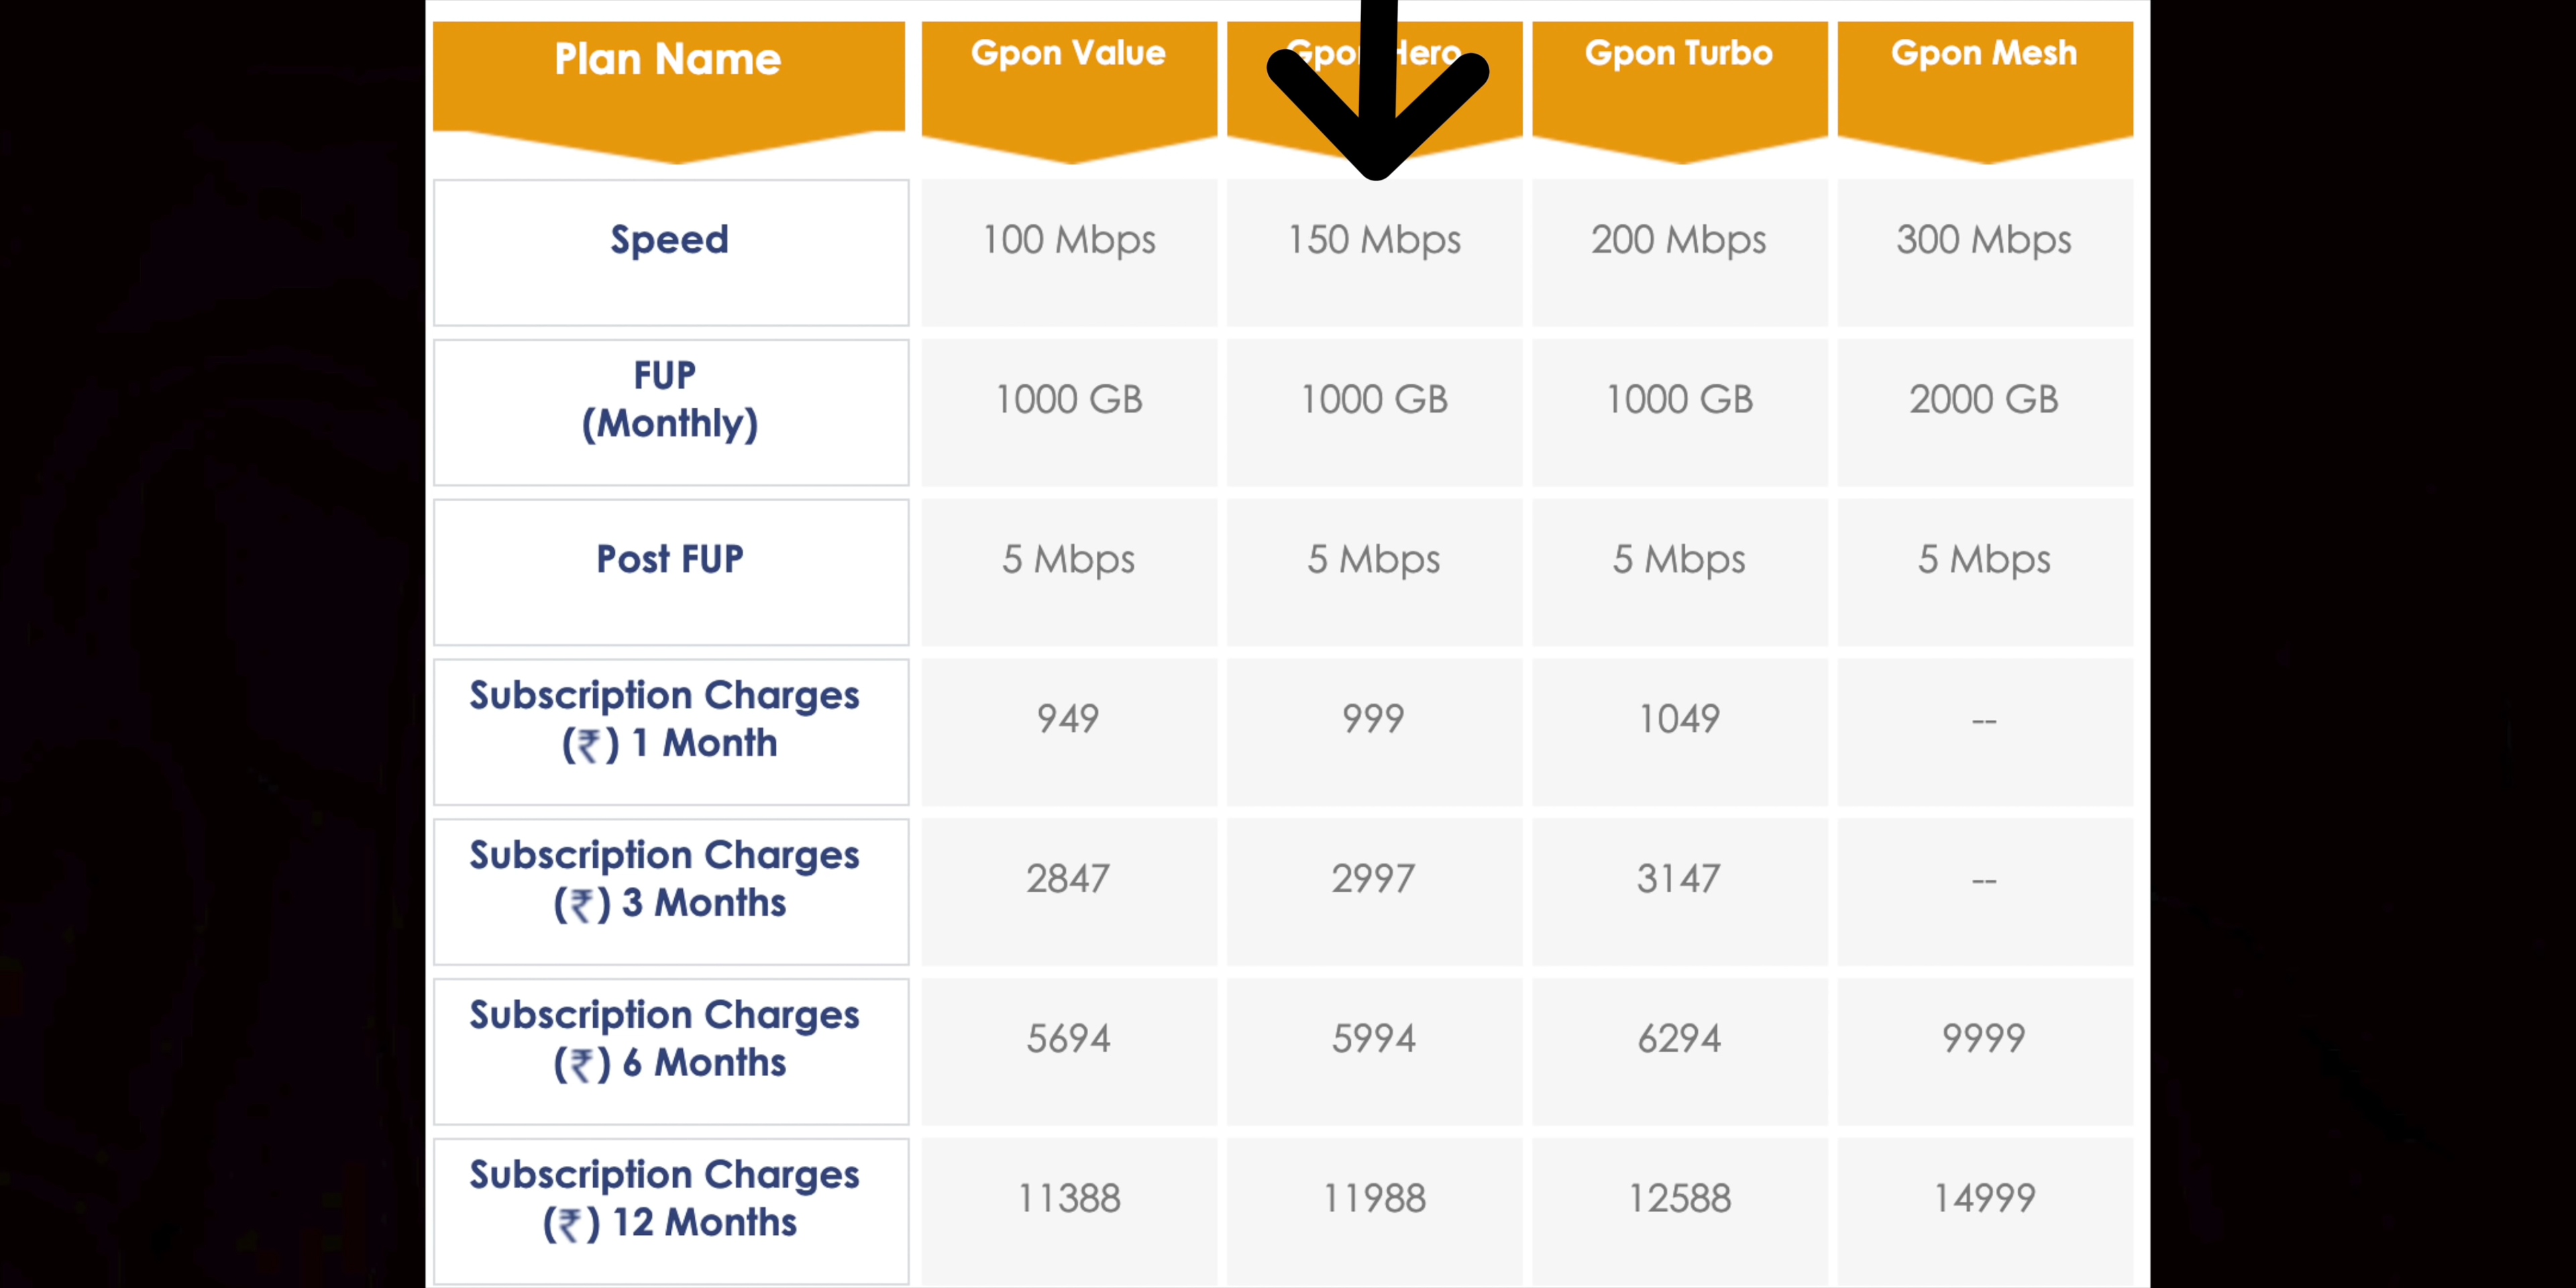 Plan Name Gpon Value Gpon Hero Gpon Turbo Gpon Mesh
Speed 100 Mbps 150 Mbps 200 Mbps 300 Mbps
FUP
(Monthly) 1000 GB 1000 GB 1000 GB 2000 GB
Post FUP 5 Mbps 5 Mbps 5 Mbps 5 Mbps
Subscription Charges
(₹) 1 Month 949 999 1049 --
Subscription Charges
(₹) 3 Months 2847 2997 3147 --
Subscription Charges
(₹) 6 Months 5694 5994 6294 9999
Subscription Charges
(₹) 12 Months 11388 11988 12588 14999